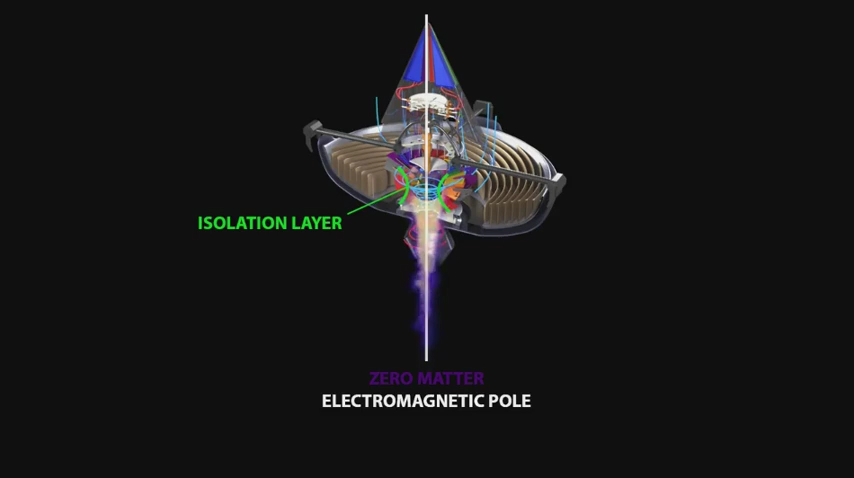 ISOLATION LAYER
ZERO MATTER
ELECTROMAGNETIC POLE